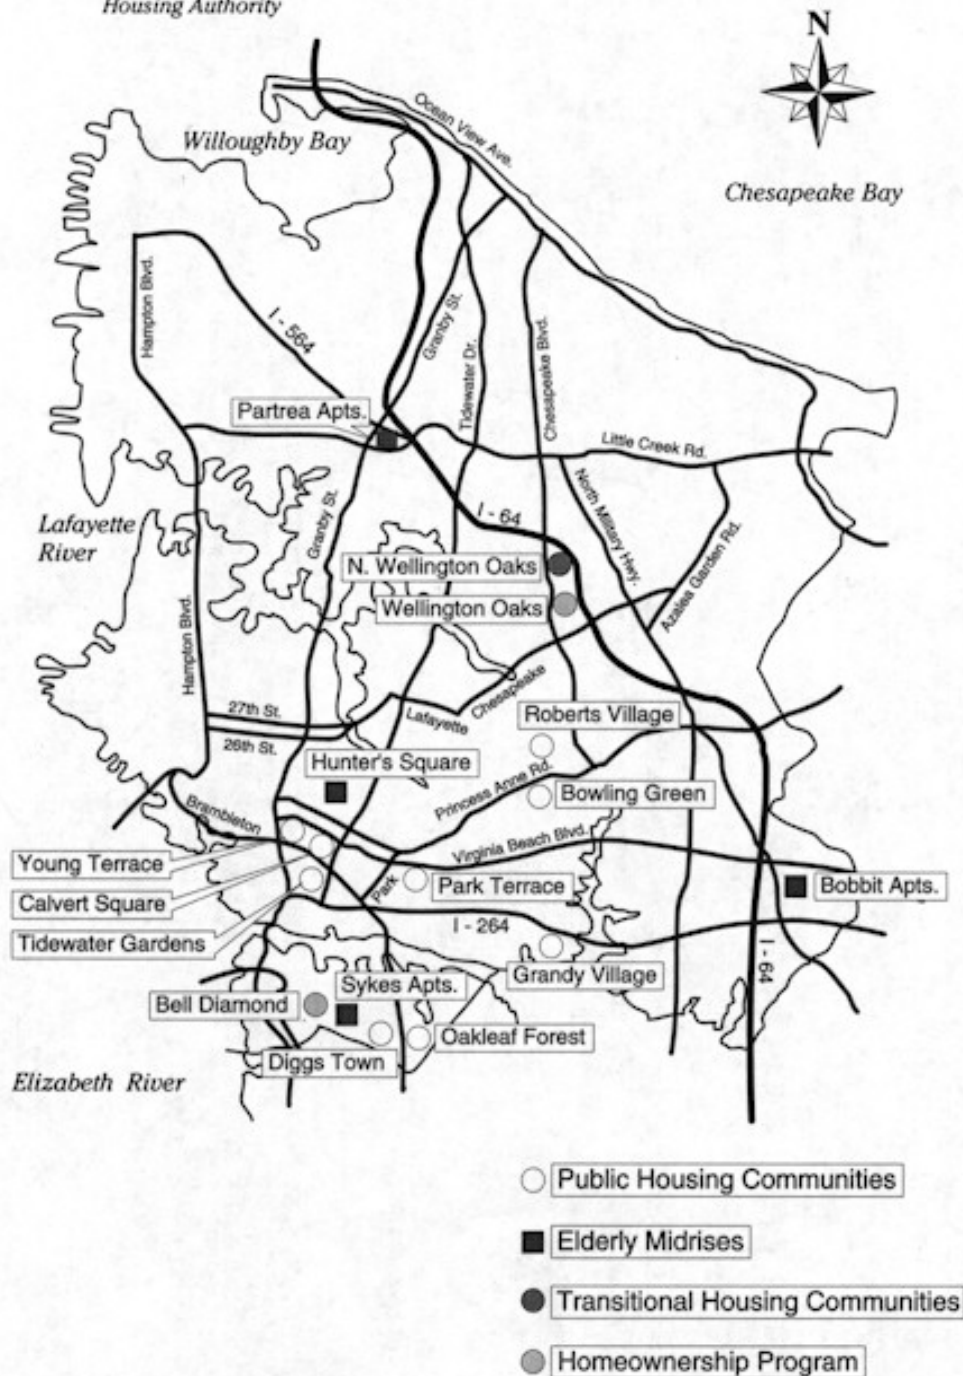 Housing Authority
N
Willoughby Bay
Ocean View Ave.
Chesapeake Bay
Hampton Blvd.
I - 564
Granby St.
Tidewater Dr.
Chesapeake Blvd.
Partrea Apts.
Little Creek Rd.
Lafayette
River
Granby St.
I - 64
North Military Hwy.
Azalea Garden Rd.
N. Wellington Oaks
Wellington Oaks
Hampton Blvd.
27th St.
26th St.
Lafayette
Chesapeake
Roberts Village
Hunter's Square
Princess Anne Rd.
Bowling Green
Brambleton
Virginia Beach Blvd.
Young Terrace
Calvert Square
Tidewater Gardens
Park
Park Terrace
Bobbit Apts.
I - 264
I - 64
Grandy Village
Sykes Apts.
Bell Diamond
Oakleaf Forest
Diggs Town
Elizabeth River
Public Housing Communities
Elderly Midrises
Transitional Housing Communities
Homeownership Program